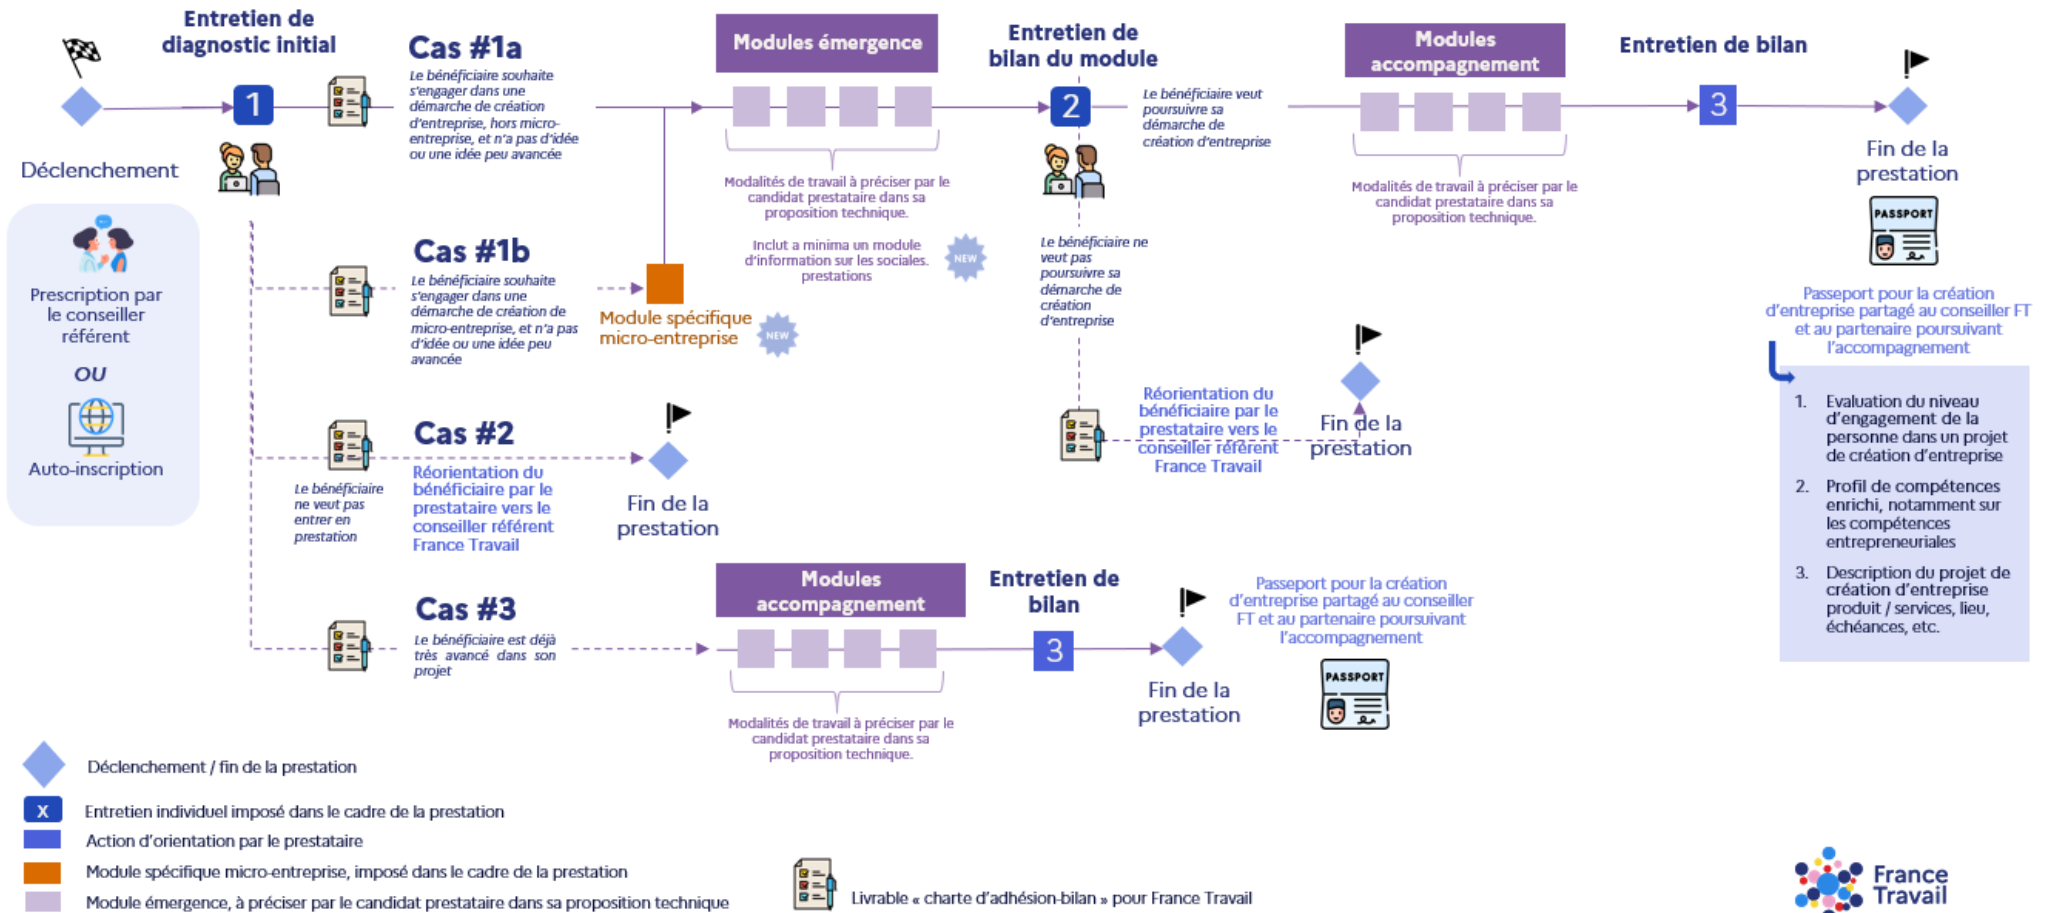 Entretien de
diagnostic initial
1
Déclenchement
Prescription par
le conseiller
référent
OU
Auto-inscription
Cas #1a
Le bénéficiaire souhaite
s'engager dans une
démarche de création
d'entreprise, hors micro-
entreprise, et n'a pas d'idée
ou une idée peu avancée
Modules émergence
Modalités de travail à préciser par le
candidat prestataire dans sa
proposition technique.
Inclut a minima un module
d'information sur les sociales.
prestations
NEW
Entretien de
bilan du module
2
Le bénéficiaire veut
poursuivre sa
démarche de
création d'entreprise
Modules
accompagnement
Modalités de travail à préciser par le
candidat prestataire dans sa
proposition technique.
Entretien de bilan
3
Fin de la
prestation
PASSPORT
Passeport pour la création
d'entreprise partagé au conseiller FT
et au partenaire poursuivant
l'accompagnement
1. Evaluation du niveau
d'engagement de la
personne dans un projet
de création d'entreprise
2. Profil de compétences
enrichi, notamment sur
les compétences
entrepreneuriales
3. Description du projet de
création d'entreprise
produit / services, lieu,
échéances, etc.
Le bénéficiaire ne
veut pas
poursuivre sa
démarche de
création
d'entreprise
Réorientation du
bénéficiaire par le
prestataire vers le
conseiller référent
France Travail
Fin de la
prestation
Cas #1b
Le bénéficiaire souhaite
s'engager dans une
démarche de création de
micro-entreprise, et n'a pas
d'idée ou une idée peu
avancée
Module spécifique
micro-entreprise
NEW
Cas #2
Le bénéficiaire
ne veut pas
entrer en
prestation
Réorientation du
bénéficiaire par le
prestataire vers le
conseiller référent
France Travail
Fin de la
prestation
Cas #3
Le bénéficiaire est déjà
très avancé dans son
projet
Modules
accompagnement
Modalités de travail à préciser par le
candidat prestataire dans sa
proposition technique.
Entretien de
bilan
3
Fin de la
prestation
Passeport pour la création
d'entreprise partagé au conseiller
FT et au partenaire poursuivant
l'accompagnement
PASSPORT
Déclenchement / fin de la prestation
X
Entretien individuel imposé dans le cadre de la prestation
Action d'orientation par le prestataire
Module spécifique micro-entreprise, imposé dans le cadre de la prestation
Module émergence, à préciser par le candidat prestataire dans sa proposition technique
Livrable « charte d'adhésion-bilan » pour France Travail
France
Travail